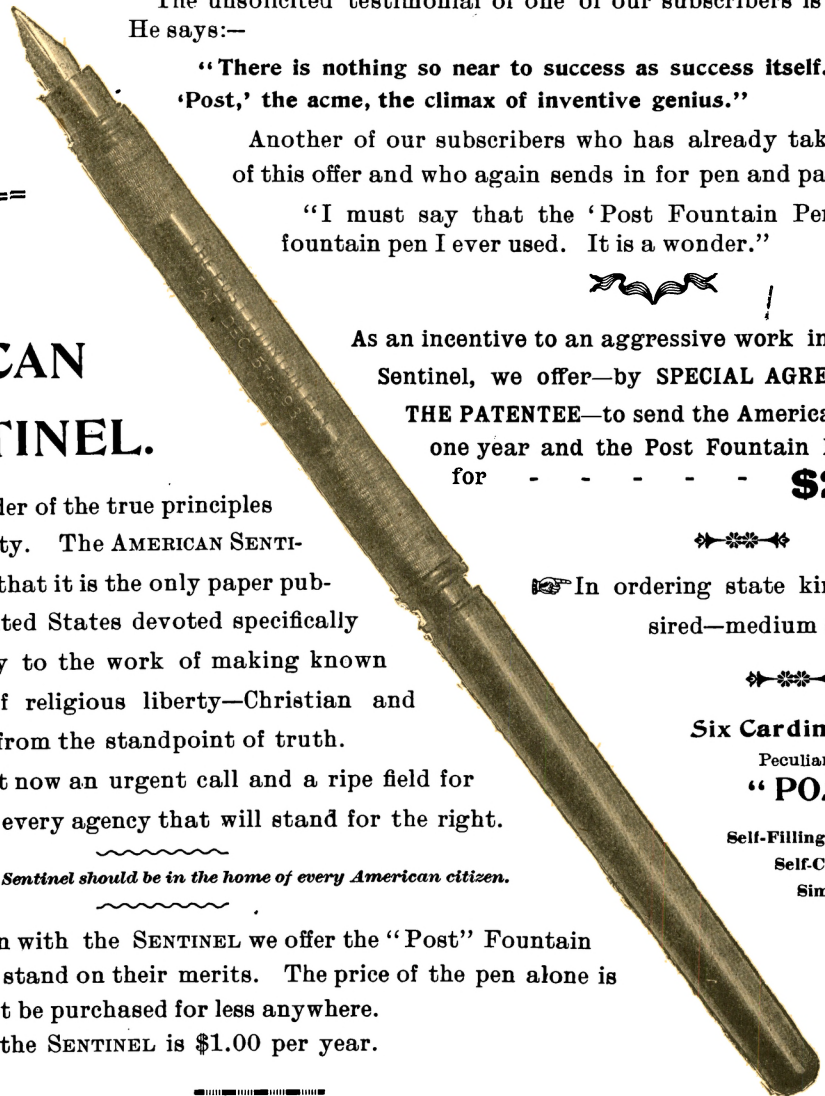 The unsolicited testimonial of one of our subscribers is
He says:—
“There is nothing so near to success as success itself.
‘Post,’ the acme, the climax of inventive genius.”
Another of our subscribers who has already tak
of this offer and who again sends in for pen and pa
“I must say that the ‘Post Fountain Pen
fountain pen I ever used. It is a wonder.”
As an incentive to an aggressive work in
Sentinel, we offer—by SPECIAL AGRE
THE PATENTEE—to send the America
one year and the Post Fountain
for - - - - - $
CAN
TINEL.
der of the true principles
ty. The AMERICAN SENTI-
that it is the only paper pub-
ted States devoted specifically
y to the work of making known
f religious liberty—Christian and
from the standpoint of truth.
t now an urgent call and a ripe field for
every agency that will stand for the right.
Sentinel should be in the home of every American citizen.
n with the SENTINEL we offer the “Post” Fountain
stand on their merits. The price of the pen alone is
t be purchased for less anywhere.
the SENTINEL is $1.00 per year.
In ordering state kin
sired—medium
Six Cardin
Peculiar
“PO
Self-Filling
Self-C
Sim